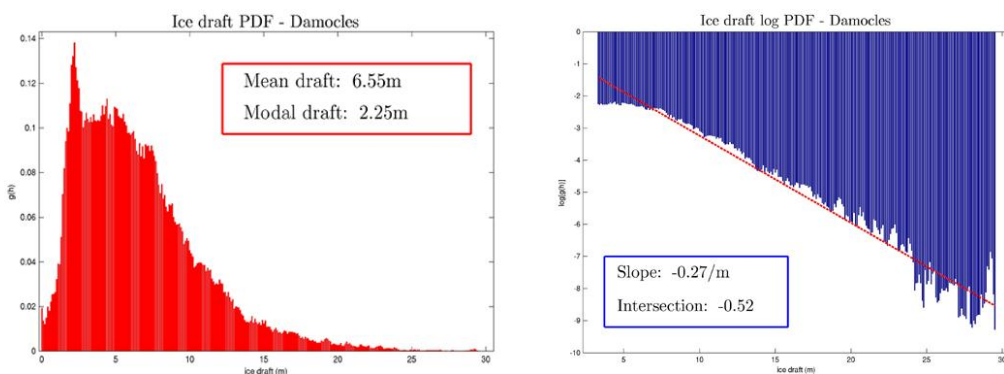 Ice draft PDF - Damocles
0.14
0.12
0.1
0.08
0.06
0.04
0.02
0
g(h)
Mean draft: 6.55m
Modal draft: 2.25m
0 5 10 15 20 25 30
ice draft (m)
Ice draft log PDF - Damocles
0
-1
-2
-3
-4
-5
-6
-7
-8
-9
-10
log[g(h)]
Slope: -0.27/m
Intersection: -0.52
5 10 15 20 25 30
ice draft (m)